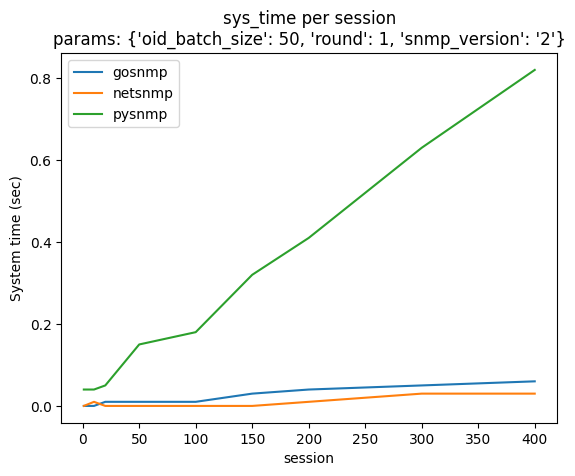 sys_time per session
params: {'oid_batch_size': 50, 'round': 1, 'snmp_version': '2'}
gosnmp
netsnmp
pysnmp
System time (sec)
0.8
0.6
0.4
0.2
0.0
0 50 100 150 200 250 300 350 400
session